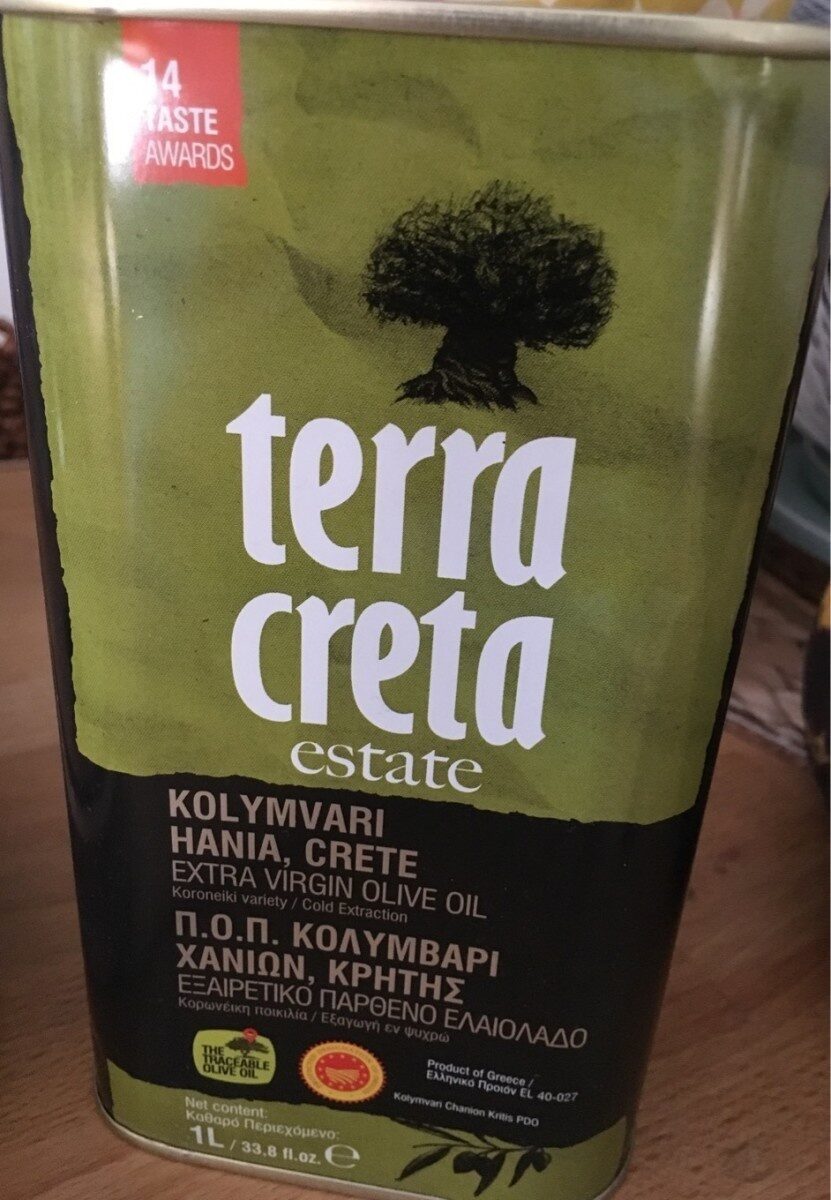 14
TASTE
AWARDS
terra
creta
estate
KOLYMVARI
HANIA, CRETE
EXTRA VIRGIN OLIVE OIL
Koroneiki variety / Cold Extraction
Π.Ο.Π. ΚΟΛΥΜΒΑΡΙ
ΧΑΝΙΩΝ, ΚΡΗΤΗΣ
ΕΞΑΙΡΕΤΙΚΟ ΠΑΡΘΕΝΟ ΕΛΑΙΟΛΑΔΟ
Κορωνέικη ποικιλία / Εξαγωγή εν ψυχρώ
THE
TRACEABLE
OLIVE OIL
Product of Greece /
Ελληνικό Προϊόν EL 40-027
Kolymvari Chanion Kritis PDO
Net content:
Καθαρό Περιεχόμενο:
1L / 33.8 fl.oz. ℮